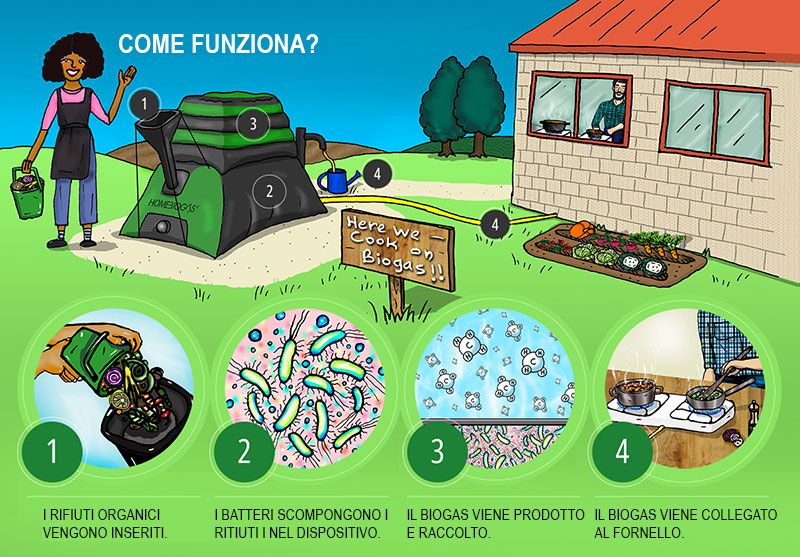 COME FUNZIONA?
1
3
2
4
HOMEBIOGAS
4
Here we –
Cook on
Biogas!!
1
2
3
4
I RIFIUTI ORGANICI
VENGONO INSERITI.
I BATTERI SCOMPONGONO I
RITIUTI I NEL DISPOSITIVO.
IL BIOGAS VIENE PRODOTTO
E RACCOLTO.
IL BIOGAS VIENE COLLEGATO
AL FORNELLO.